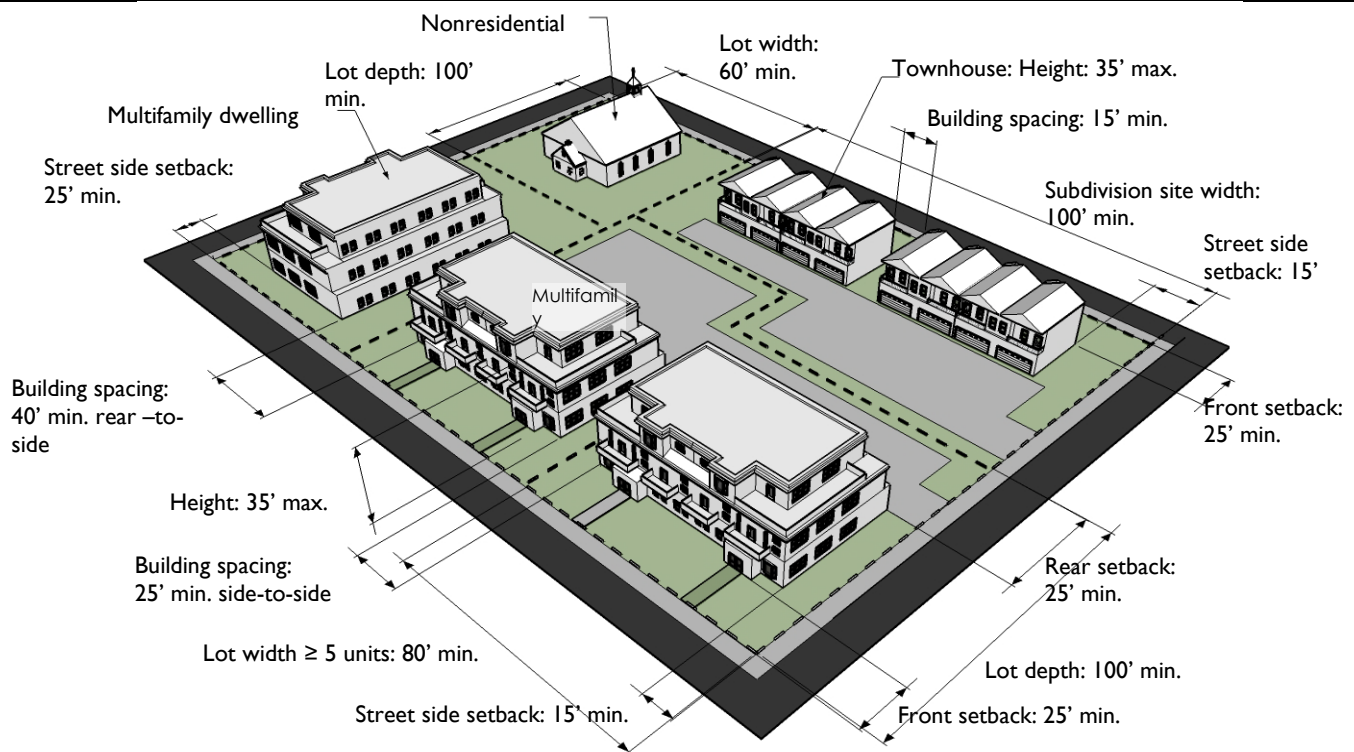 Nonresidential
Lot width:
60’ min.
Lot depth: 100’
min.
Townhouse: Height: 35’ max.
Multifamily dwelling
Building spacing: 15’ min.
Street side setback:
25’ min.
Subdivision site width:
100’ min.
Street side
setback: 15’
Multifamil
y
Building spacing:
40’ min. rear –to-
side
Front setback:
25’ min.
Height: 35’ max.
Building spacing:
25’ min. side-to-side
Rear setback:
25’ min.
Lot width ≥ 5 units: 80’ min.
Lot depth: 100’ min.
Street side setback: 15’ min.
Front setback: 25’ min.